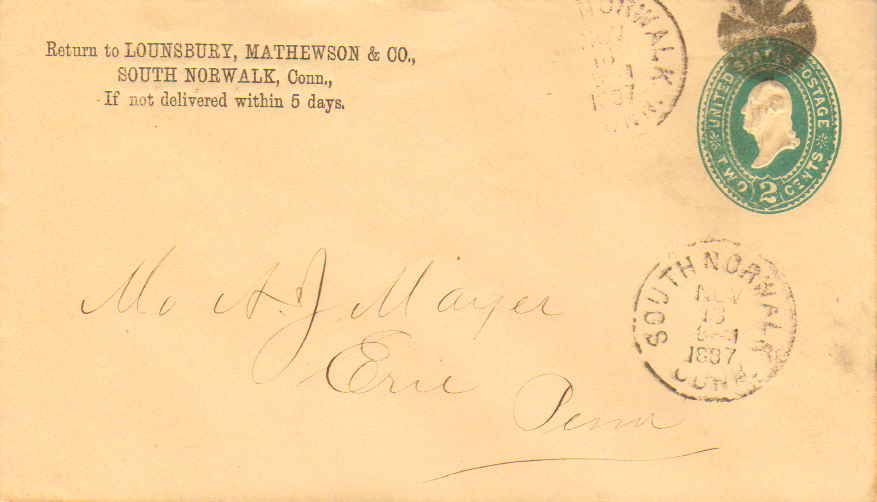 Return to LOUNSBURY, MATHEWSON & CO.,
SOUTH NORWALK, Conn.,
If not delivered within 5 days.
NORWALK
UNITED STATES POSTAGE
TWO 2 CENTS
SOUTH NORWALK
NOV
1887
CONN.
A. J. Mayer
Erie
Penn